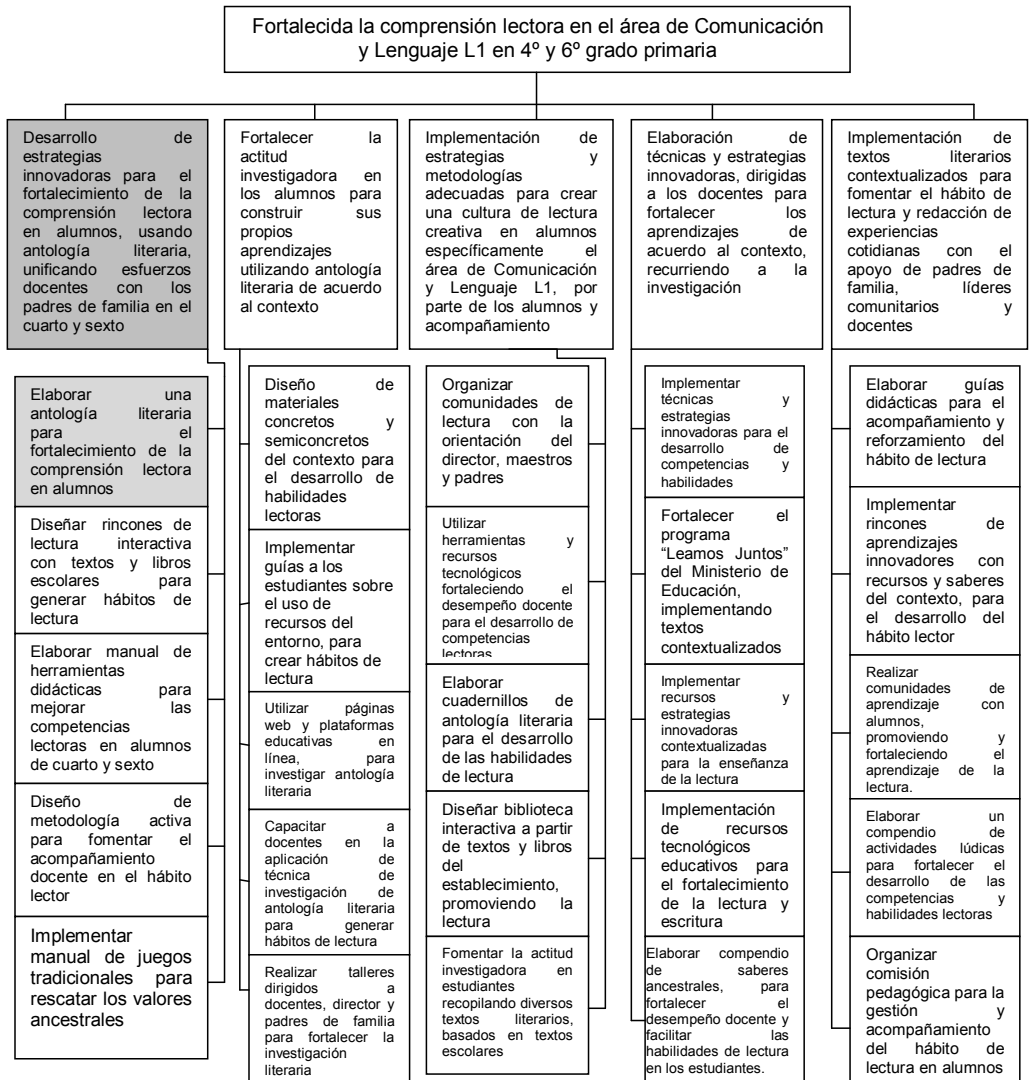 Fortalecida la comprensión lectora en el área de Comunicación
y Lenguaje L1 en 4º y 6º grado primaria
Desarrollo de
estrategias
innovadoras para el
fortalecimiento de la
comprensión lectora
en alumnos, usando
antología literaria,
unificando esfuerzos
docentes con los
padres de familia en el
cuarto y sexto
Elaborar una
antología literaria
para el
fortalecimiento de la
comprensión lectora
en alumnos
Diseñar rincones de
lectura interactiva
con textos y libros
escolares para
generar hábitos de
lectura
Elaborar manual de
herramientas
didácticas para
mejorar las
competencias
lectoras en alumnos
de cuarto y sexto
Diseño de
metodología activa
para fomentar el
acompañamiento
docente en el hábito
lector
Implementar
manual de juegos
tradicionales para
rescatar los valores
ancestrales
Fortalecer la
actitud
investigadora en
los alumnos para
construir sus
propios
aprendizajes
utilizando antología
literaria de acuerdo
al contexto
Diseño de
materiales
concretos y
semiconcretos
del contexto para
el desarrollo de
habilidades
lectoras
Implementar
guías a los
estudiantes sobre
el uso de
recursos del
entorno, para
crear hábitos de
lectura
Utilizar páginas
web y plataformas
educativas en
línea, para
investigar antología
literaria
Capacitar a
docentes en la
aplicación de
técnica de
investigación de
antología literaria
para generar
hábitos de lectura
Realizar talleres
dirigidos a
docentes, director y
padres de familia
para fortalecer la
investigación
literaria
Implementación de
estrategias y
metodologías
adecuadas para crear
una cultura de lectura
creativa en alumnos
específicamente el
área de Comunicación
y Lenguaje L1, por
parte de los alumnos y
acompañamiento
Organizar
comunidades de
lectura con la
orientación del
director, maestros
y padres
Utilizar
herramientas y
recursos
tecnológicos
fortaleciendo el
desempeño docente
para el desarrollo de
competencias
lectoras
Elaborar
cuadernillos de
antología literaria
para el desarrollo
de las habilidades
de lectura
Diseñar biblioteca
interactiva a partir
de textos y libros
del
establecimiento,
promoviendo la
lectura
Fomentar la actitud
investigadora en
estudiantes
recopilando diversos
textos literarios,
basados en textos
escolares
Elaboración de
técnicas y estrategias
innovadoras, dirigidas
a los docentes para
fortalecer los
aprendizajes de
acuerdo al contexto,
recurriendo a la
investigación
Implementar
técnicas y
estrategias
innovadoras para el
desarrollo de
competencias y
habilidades
Fortalecer el
programa
“Leamos Juntos”
del Ministerio de
Educación,
implementando
textos
contextualizados
Implementar
recursos y
estrategias
innovadoras
contextualizadas
para la enseñanza
de la lectura
Implementación
de recursos
tecnológicos
educativos para
el fortalecimiento
de la lectura y
escritura
Elaborar compendio
de saberes
ancestrales, para
fortalecer el
desempeño docente y
facilitar las
habilidades de lectura
en los estudiantes.
Implementación de
textos literarios
contextualizados para
fomentar el hábito de
lectura y redacción de
experiencias
cotidianas con el
apoyo de padres de
familia, líderes
comunitarios y
docentes
Elaborar guías
didácticas para el
acompañamiento y
reforzamiento del
hábito de lectura
Implementar
rincones de
aprendizajes
innovadores con
recursos y saberes
del contexto, para
el desarrollo del
hábito lector
Realizar
comunidades de
aprendizaje con
alumnos,
promoviendo y
fortaleciendo el
aprendizaje de la
lectura.
Elaborar un
compendio de
actividades lúdicas
para fortalecer el
desarrollo de las
competencias y
habilidades lectoras
Organizar
comisión
pedagógica para la
gestión y
acompañamiento
del hábito de
lectura en alumnos